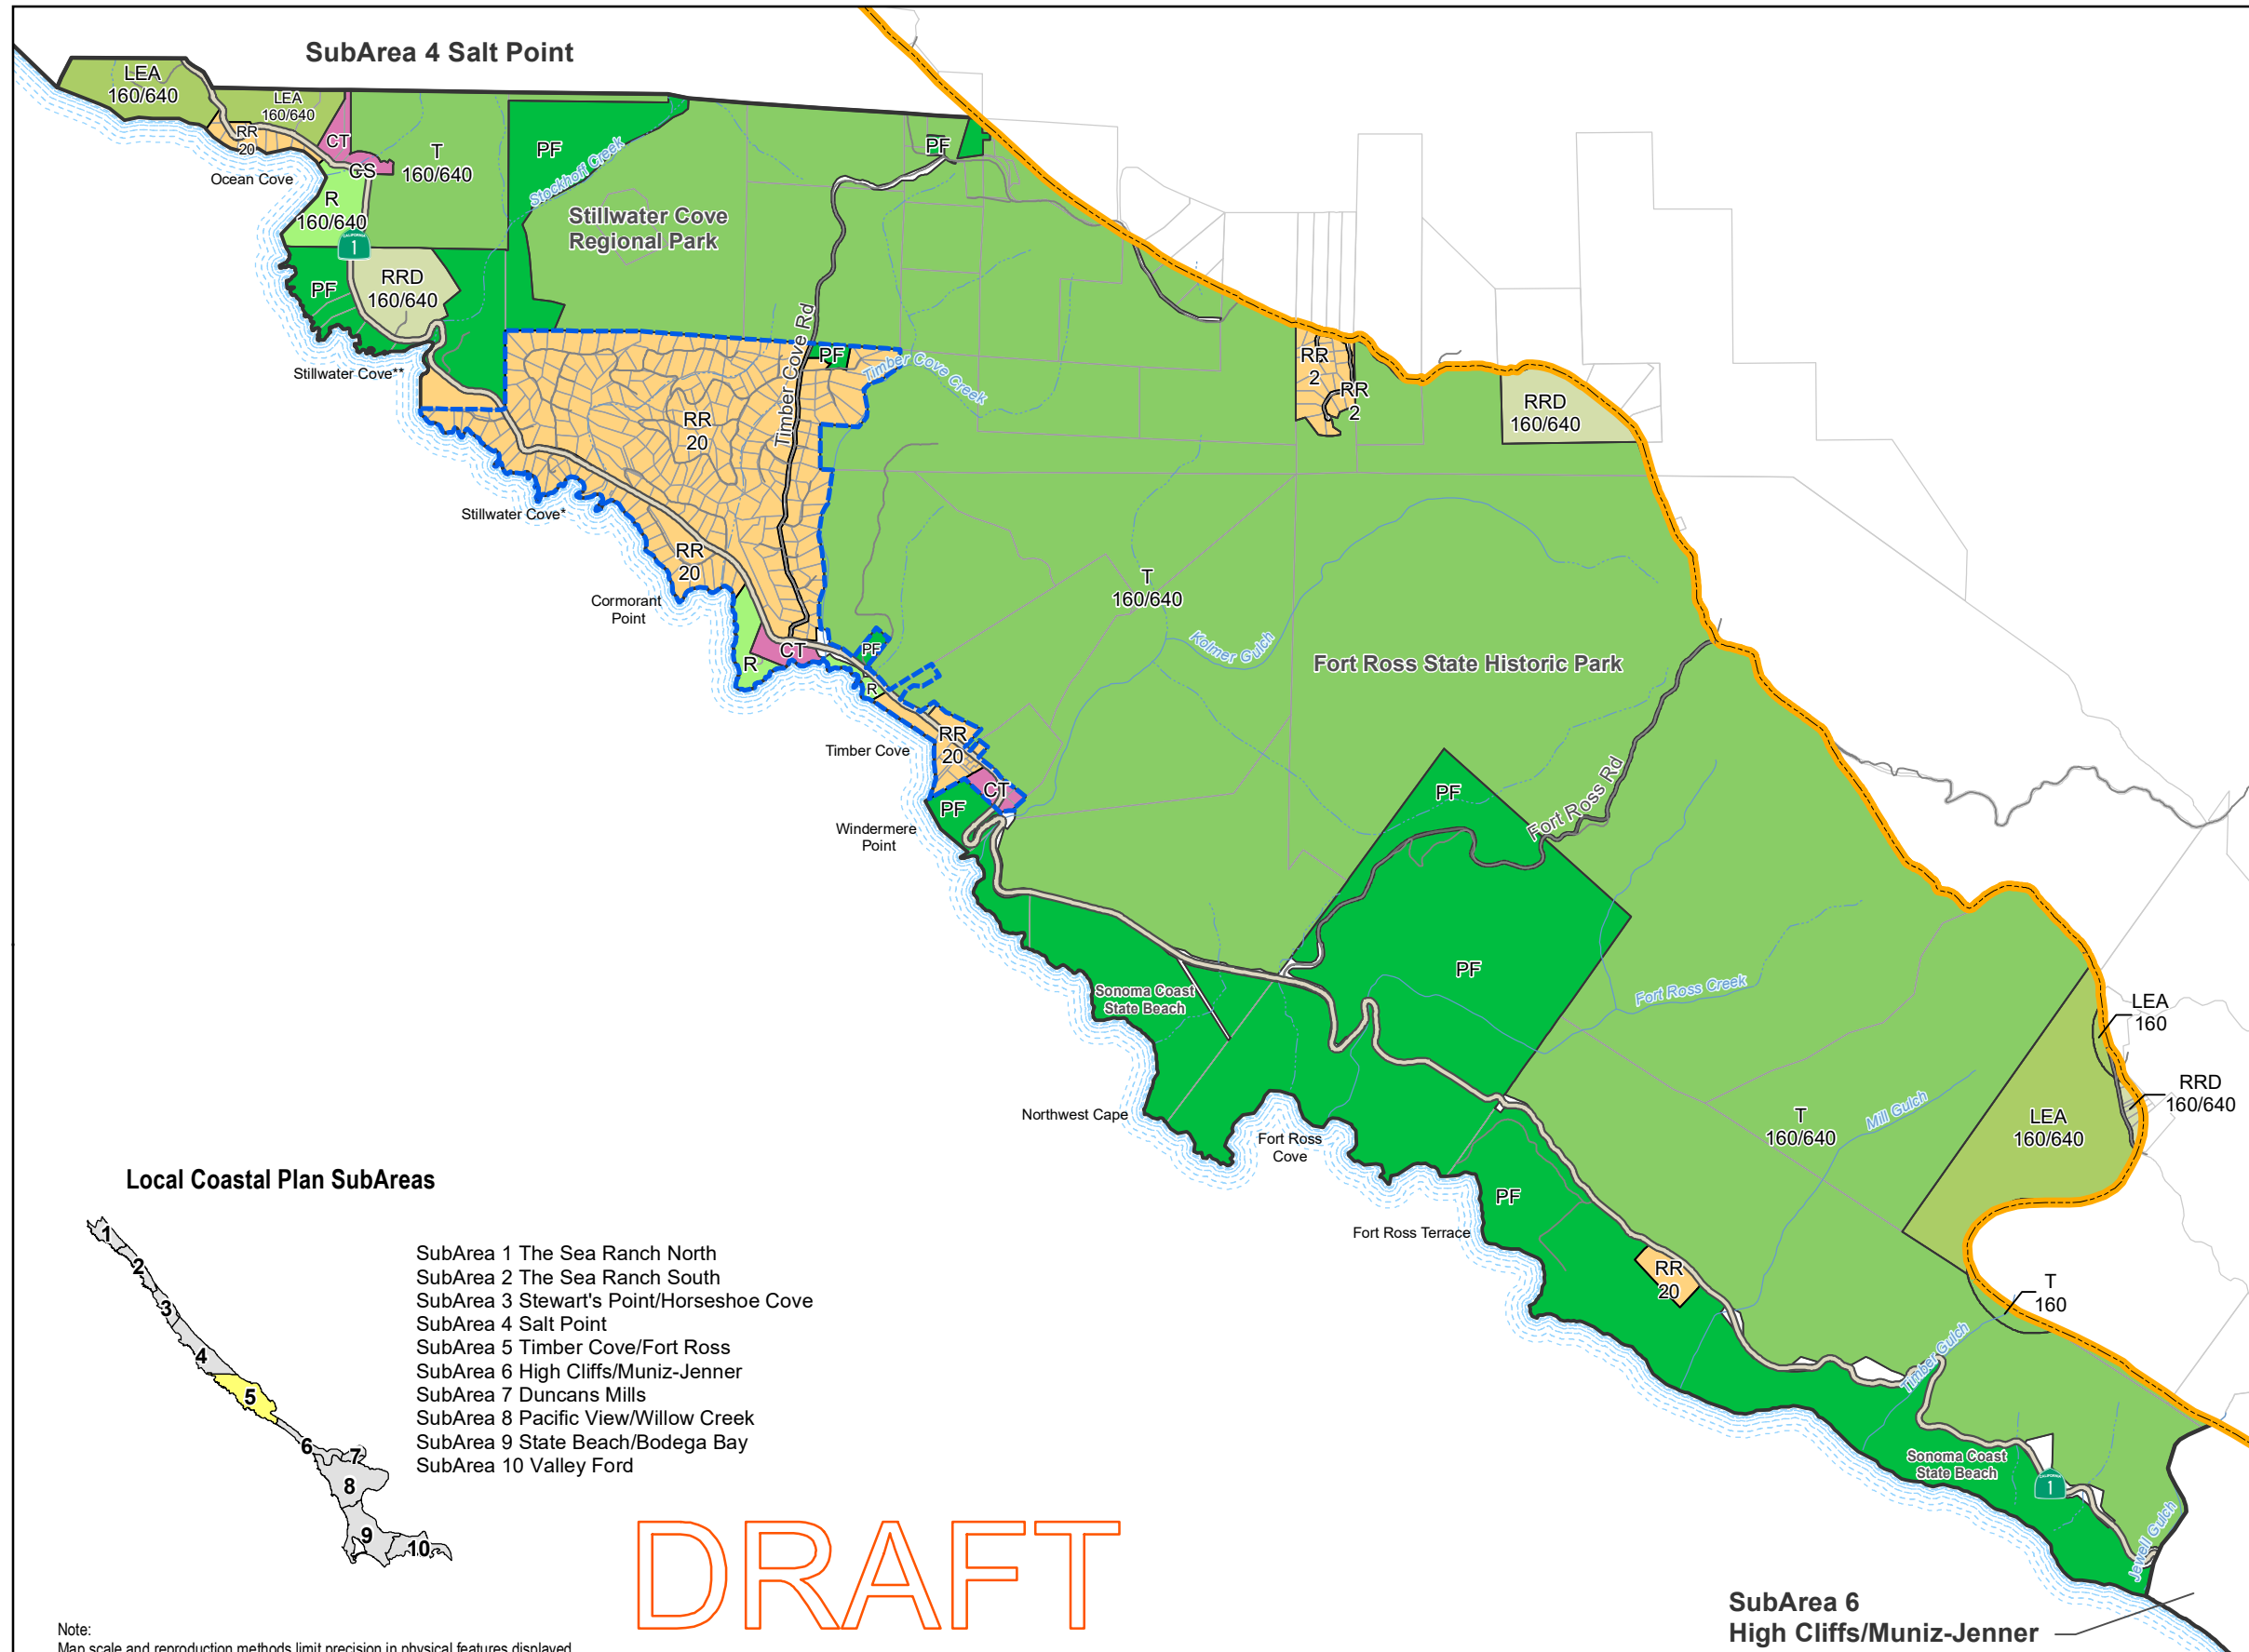 SubArea 4 Salt Point
LEA
160/640
LEA
160/640
RR
20
CT
CS
T
160/640
PF
Stockhoff Creek
PF
Ocean Cove
R
160/640
CALIFORNIA
1
Stillwater Cove
Regional Park
PF
RRD
160/640
Stillwater Cove**
Timber Cove Rd
PF
Timber Cove Creek
RR
20
RR
2
RR
2
RRD
160/640
Stillwater Cove*
RR
20
Cormorant
Point
T
160/640
Kolmer Gulch
Fort Ross State Historic Park
R
CT
PF
R
Timber Cove
RR
20
CT
PF
Windermere
Point
PF
Fort Ross Rd
PF
Sonoma Coast
State Beach
Fort Ross Creek
LEA
160
RRD
160/640
LEA
160/640
T
160/640
Mill Gulch
Northwest Cape
Fort Ross
Cove
PF
Fort Ross Terrace
RR
20
T
160
Timber Gulch
Sonoma Coast
State Beach
CALIFORNIA
1
Jewell Gulch
SubArea 6
High Cliffs/Muniz-Jenner
Local Coastal Plan SubAreas
1
2
3
4
5
6
7
8
9
10
SubArea 1 The Sea Ranch North
SubArea 2 The Sea Ranch South
SubArea 3 Stewart's Point/Horseshoe Cove
SubArea 4 Salt Point
SubArea 5 Timber Cove/Fort Ross
SubArea 6 High Cliffs/Muniz-Jenner
SubArea 7 Duncans Mills
SubArea 8 Pacific View/Willow Creek
SubArea 9 State Beach/Bodega Bay
SubArea 10 Valley Ford
DRAFT
Note:
Map scale and reproduction methods limit precision in physical features displayed.